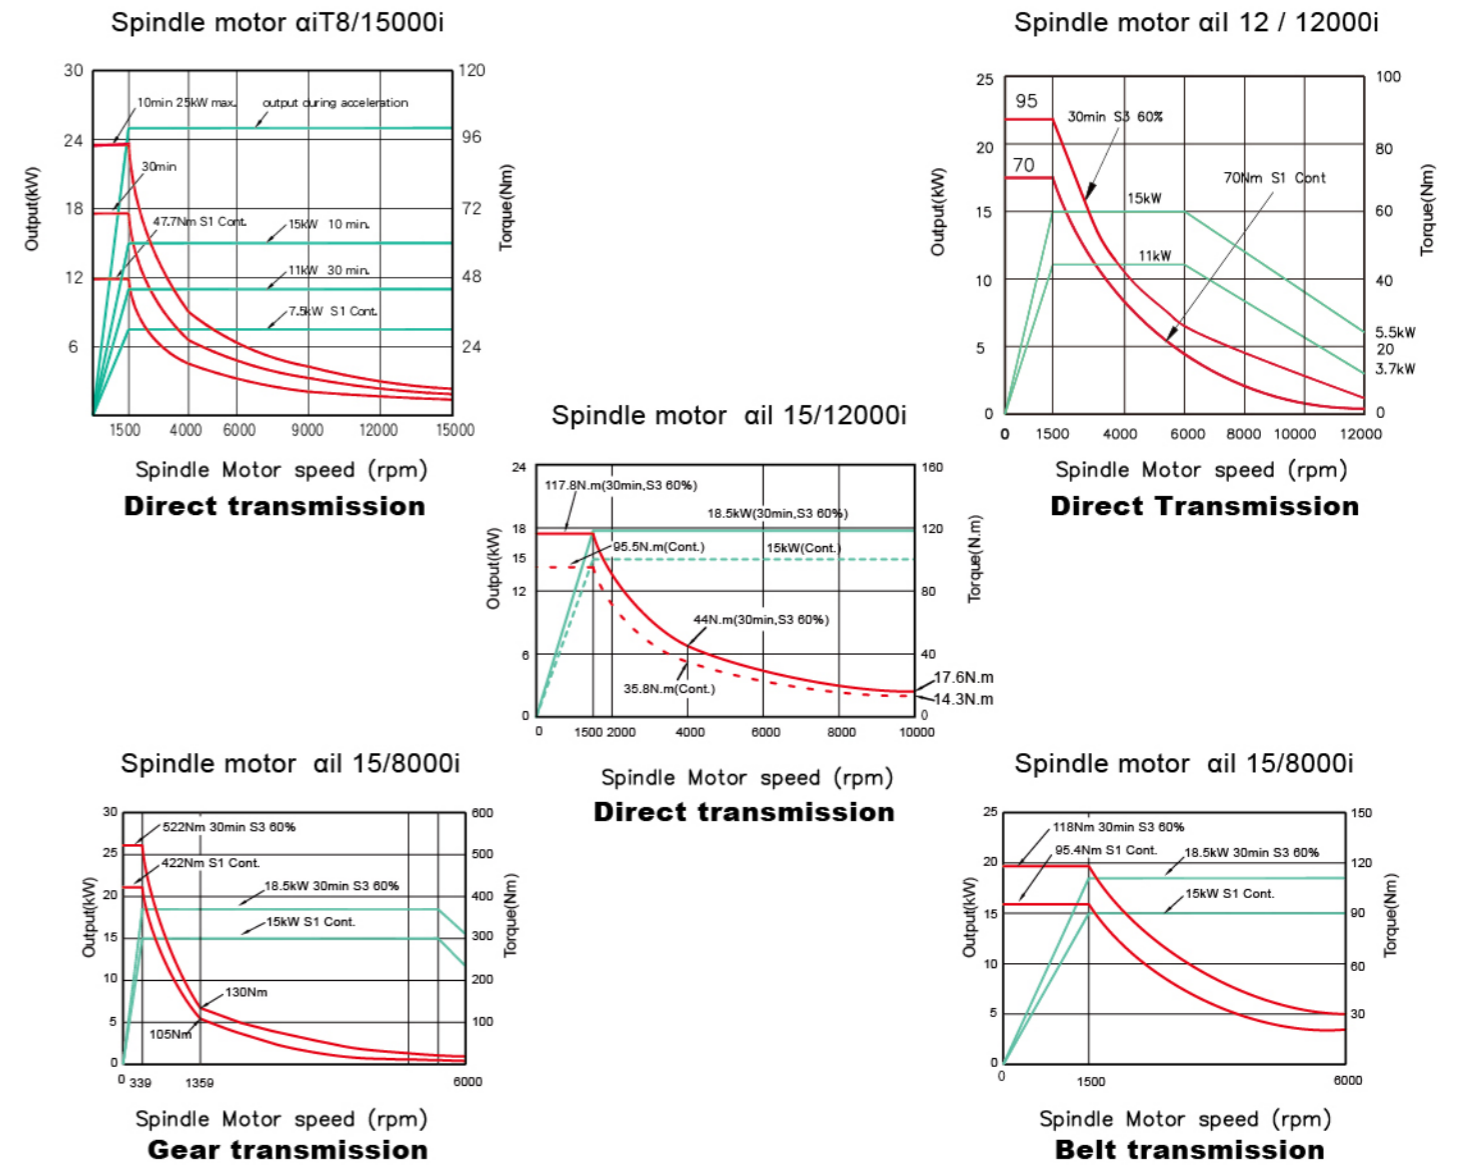 Spindle motor αiT8/15000i
30
120
10min 25kW max.
output during acceleration
24
96
30min
18
72
47.7Nm S1 Cont.
15kW 10 min.
12
48
11kW 30 min.
7.5kW S1 Cont.
6
24
Output(kW)
Torque(Nm)
1500 4000 6000 9000 12000 15000
Spindle Motor speed (rpm)
Direct transmission
Spindle motor αil 12 / 12000i
25
100
95
30min S3 60%
20
80
70
70Nm S1 Cont
15kW
15
60
11kW
10
40
5.5kW
5
20
3.7kW
0
0
Output(kW)
Torque(Nm)
0 1500 4000 6000 8000 10000 12000
Spindle Motor speed (rpm)
Direct Transmission
Spindle motor αil 15/12000i
24
160
117.8N.m(30min,S3 60%)
18.5kW(30min,S3 60%)
18
120
95.5N.m(Cont.)
15kW(Cont.)
15
12
80
44N.m(30min,S3 60%)
6
40
35.8N.m(Cont.)
17.6N.m
14.3N.m
0
0
Output(kW)
Torque(N.m)
0 1500 2000 4000 6000 8000 10000
Spindle Motor speed (rpm)
Direct transmission
Spindle motor αil 15/8000i
30
600
522Nm 30min S3 60%
25
500
422Nm S1 Cont.
18.5kW 30min S3 60%
20
400
15kW S1 Cont.
15
300
10
200
130Nm
5
100
105Nm
0
Output(kW)
Torque(Nm)
0 339 1359 6000
Spindle Motor speed (rpm)
Gear transmission
Spindle motor αil 15/8000i
25
150
118Nm 30min S3 60%
95.4Nm S1 Cont.
18.5kW 30min S3 60%
20
120
15kW S1 Cont.
15
90
10
60
5
30
0
Output(kW)
Torque(Nm)
0 1500 6000
Spindle Motor speed (rpm)
Belt transmission